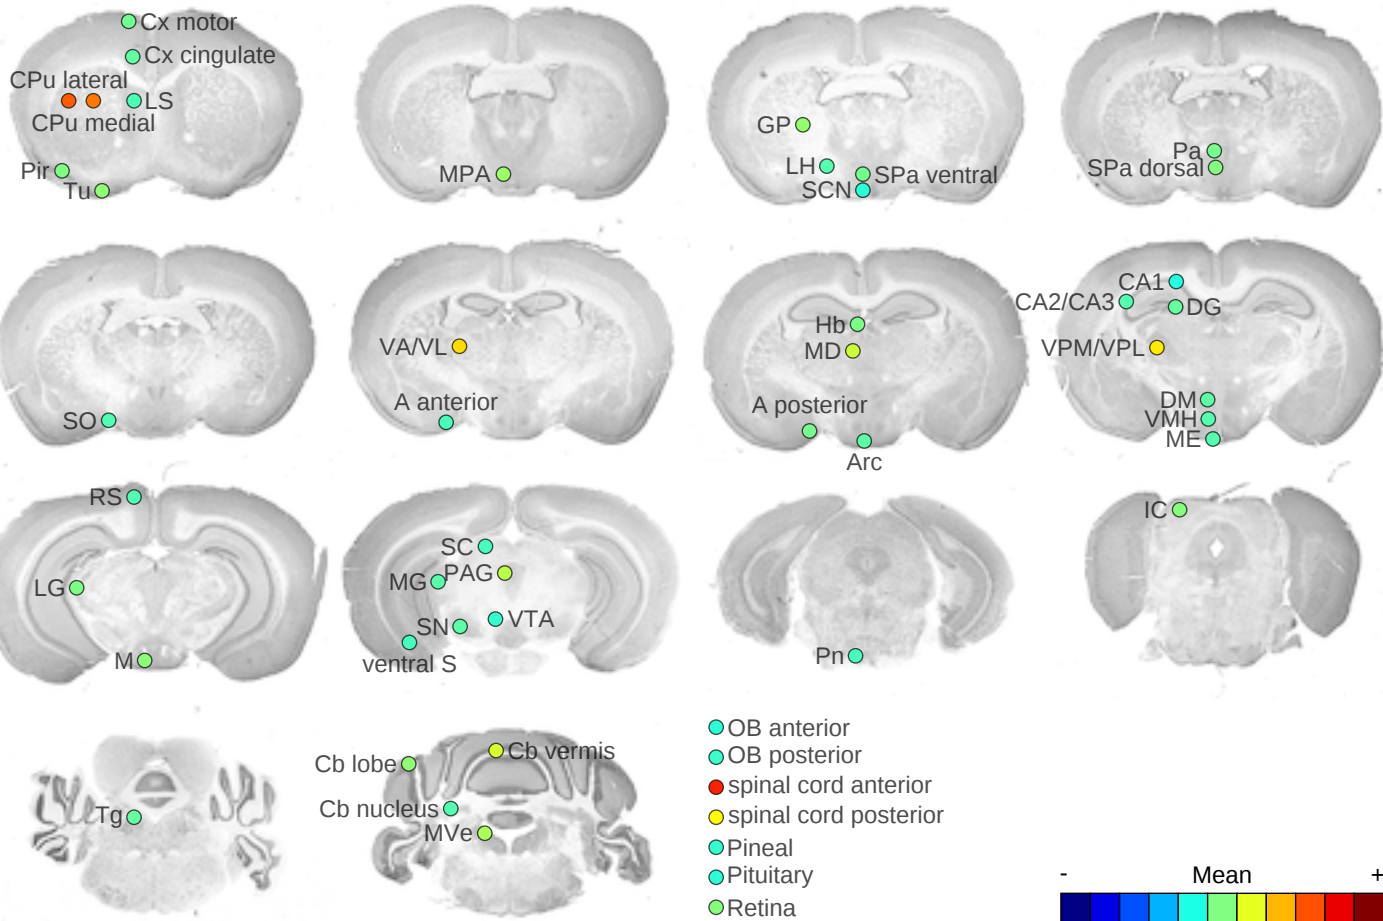 Cx motor
Cx cingulate
CPu lateral
LS
CPu medial
Pir
Tu
MPA
GP
LH
SPa ventral
SCN
Pa
SPa dorsal
SO
VA/VL
A anterior
Hb
MD
A posterior
Arc
CA1
CA2/CA3
DG
VPM/VPL
DM
VMH
ME
RS
LG
M
SC
MG
PAG
SN
VTA
ventral S
Pn
IC
Tg
Cb lobe
Cb vermis
Cb nucleus
MVe
OB anterior
OB posterior
spinal cord anterior
spinal cord posterior
Pineal
Pituitary
Retina
- Mean +